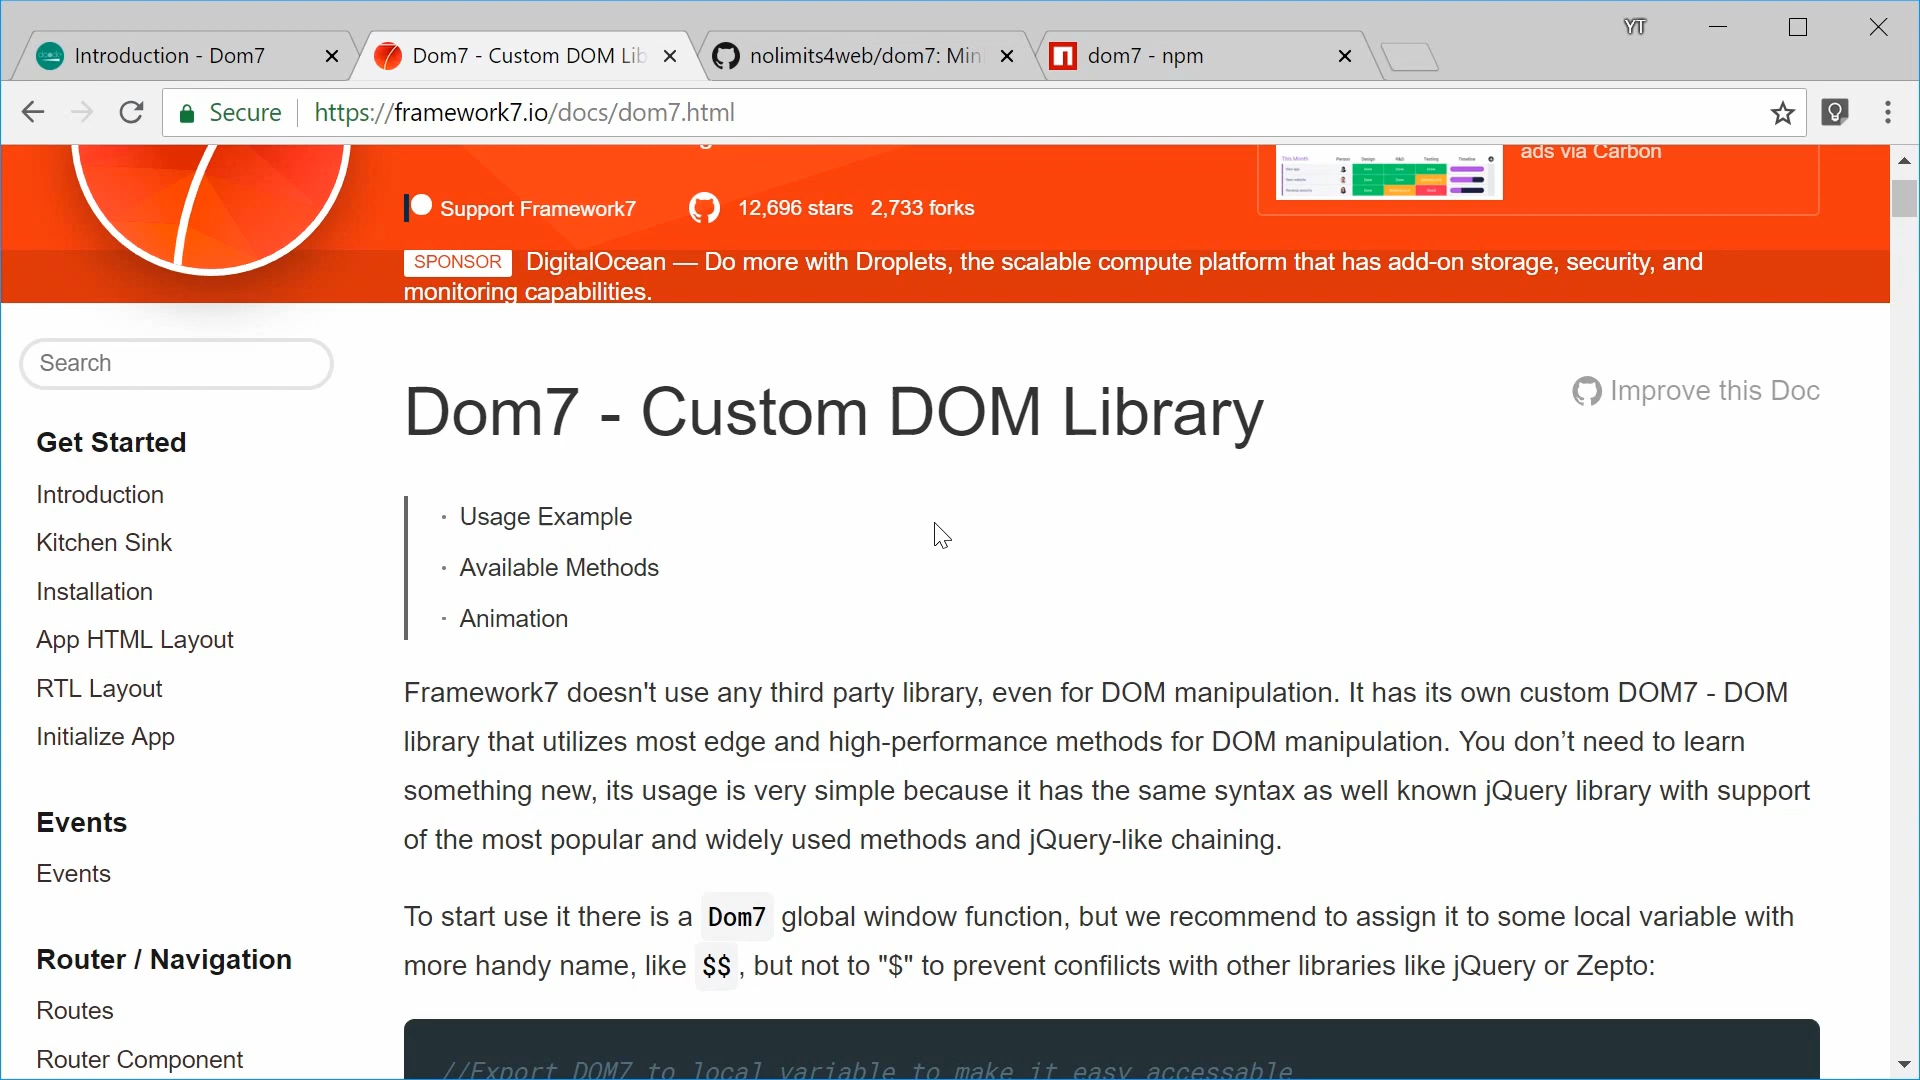 YT
Introduction - Dom7
Dom7 - Custom DOM Lib
nolimits4web/dom7: Mini
dom7 - npm
Secure
https://framework7.io/docs/dom7.html
ads via Carbon
Support Framework7
12,696 stars 2,733 forks
SPONSOR DigitalOcean — Do more with Droplets, the scalable compute platform that has add-on storage, security, and
monitoring capabilities.
Search
Get Started
Introduction
Kitchen Sink
Installation
App HTML Layout
RTL Layout
Initialize App
Events
Events
Router / Navigation
Routes
Router Component
Dom7 - Custom DOM Library
Improve this Doc
· Usage Example
· Available Methods
· Animation
Framework7 doesn't use any third party library, even for DOM manipulation. It has its own custom DOM7 - DOM
library that utilizes most edge and high-performance methods for DOM manipulation. You don’t need to learn
something new, its usage is very simple because it has the same syntax as well known jQuery library with support
of the most popular and widely used methods and jQuery-like chaining.
To start use it there is a Dom7 global window function, but we recommend to assign it to some local variable with
more handy name, like $$, but not to "$" to prevent confilicts with other libraries like jQuery or Zepto:
//Export DOM7 to local variable to make it easy accessable